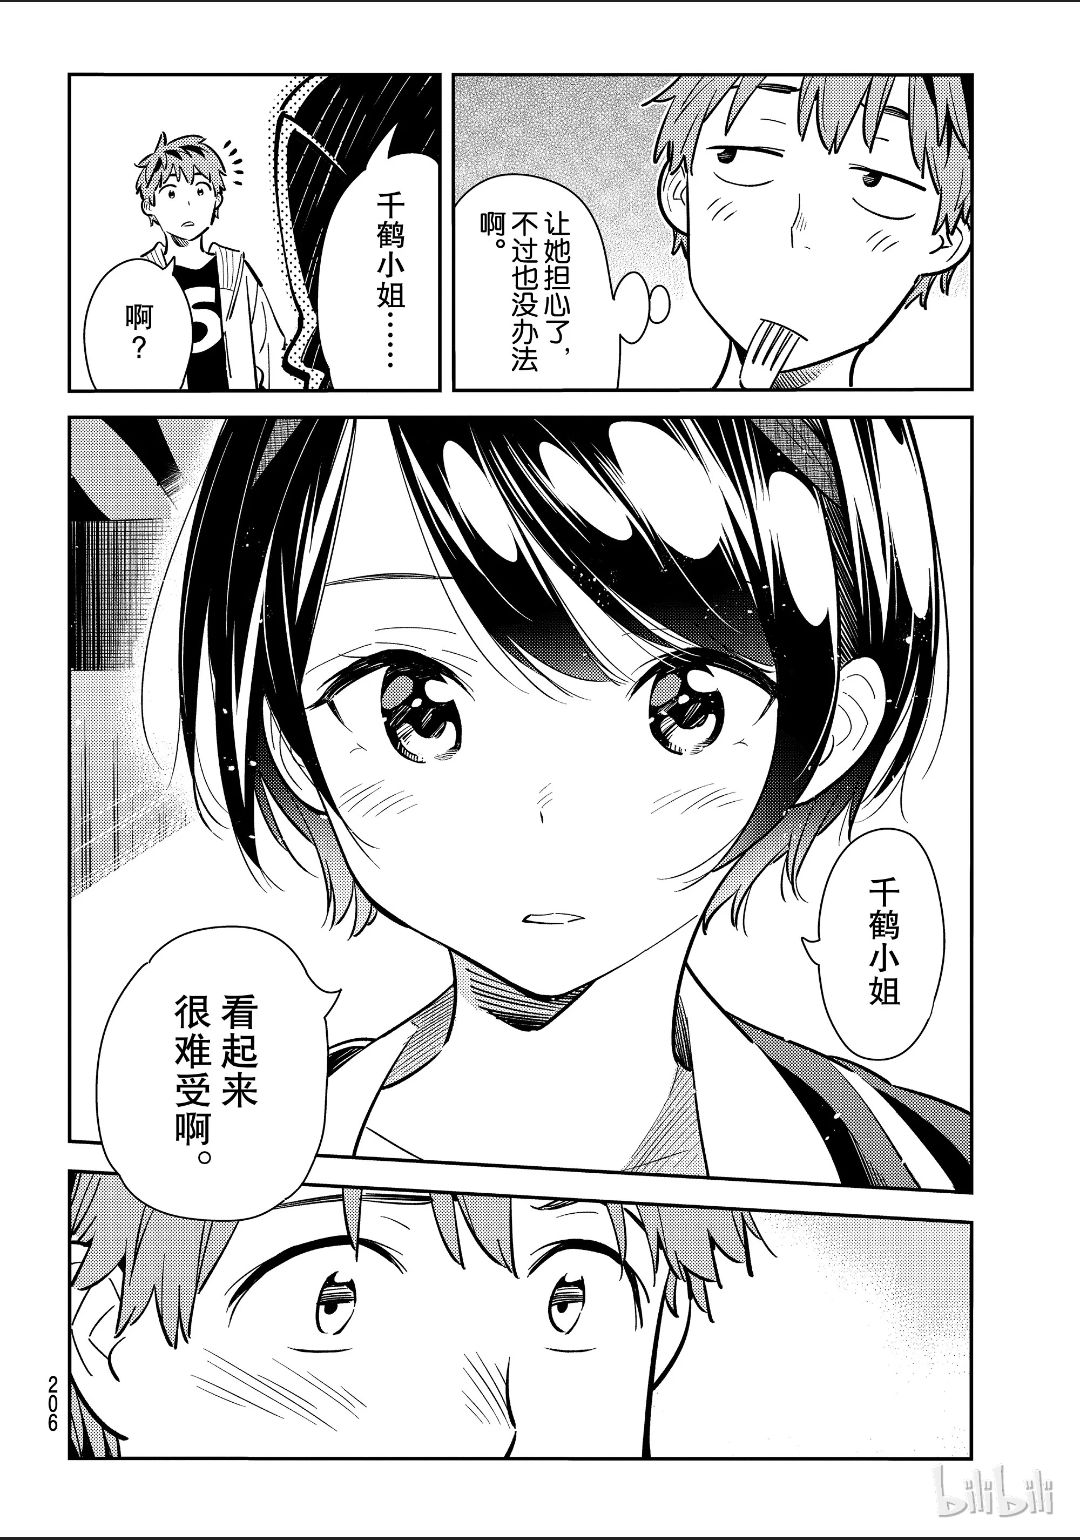 让她担心了，
不过也没办法
啊。
千鹤小姐……
啊？
千鹤小姐
看起来
很难受啊。
206
bilibili